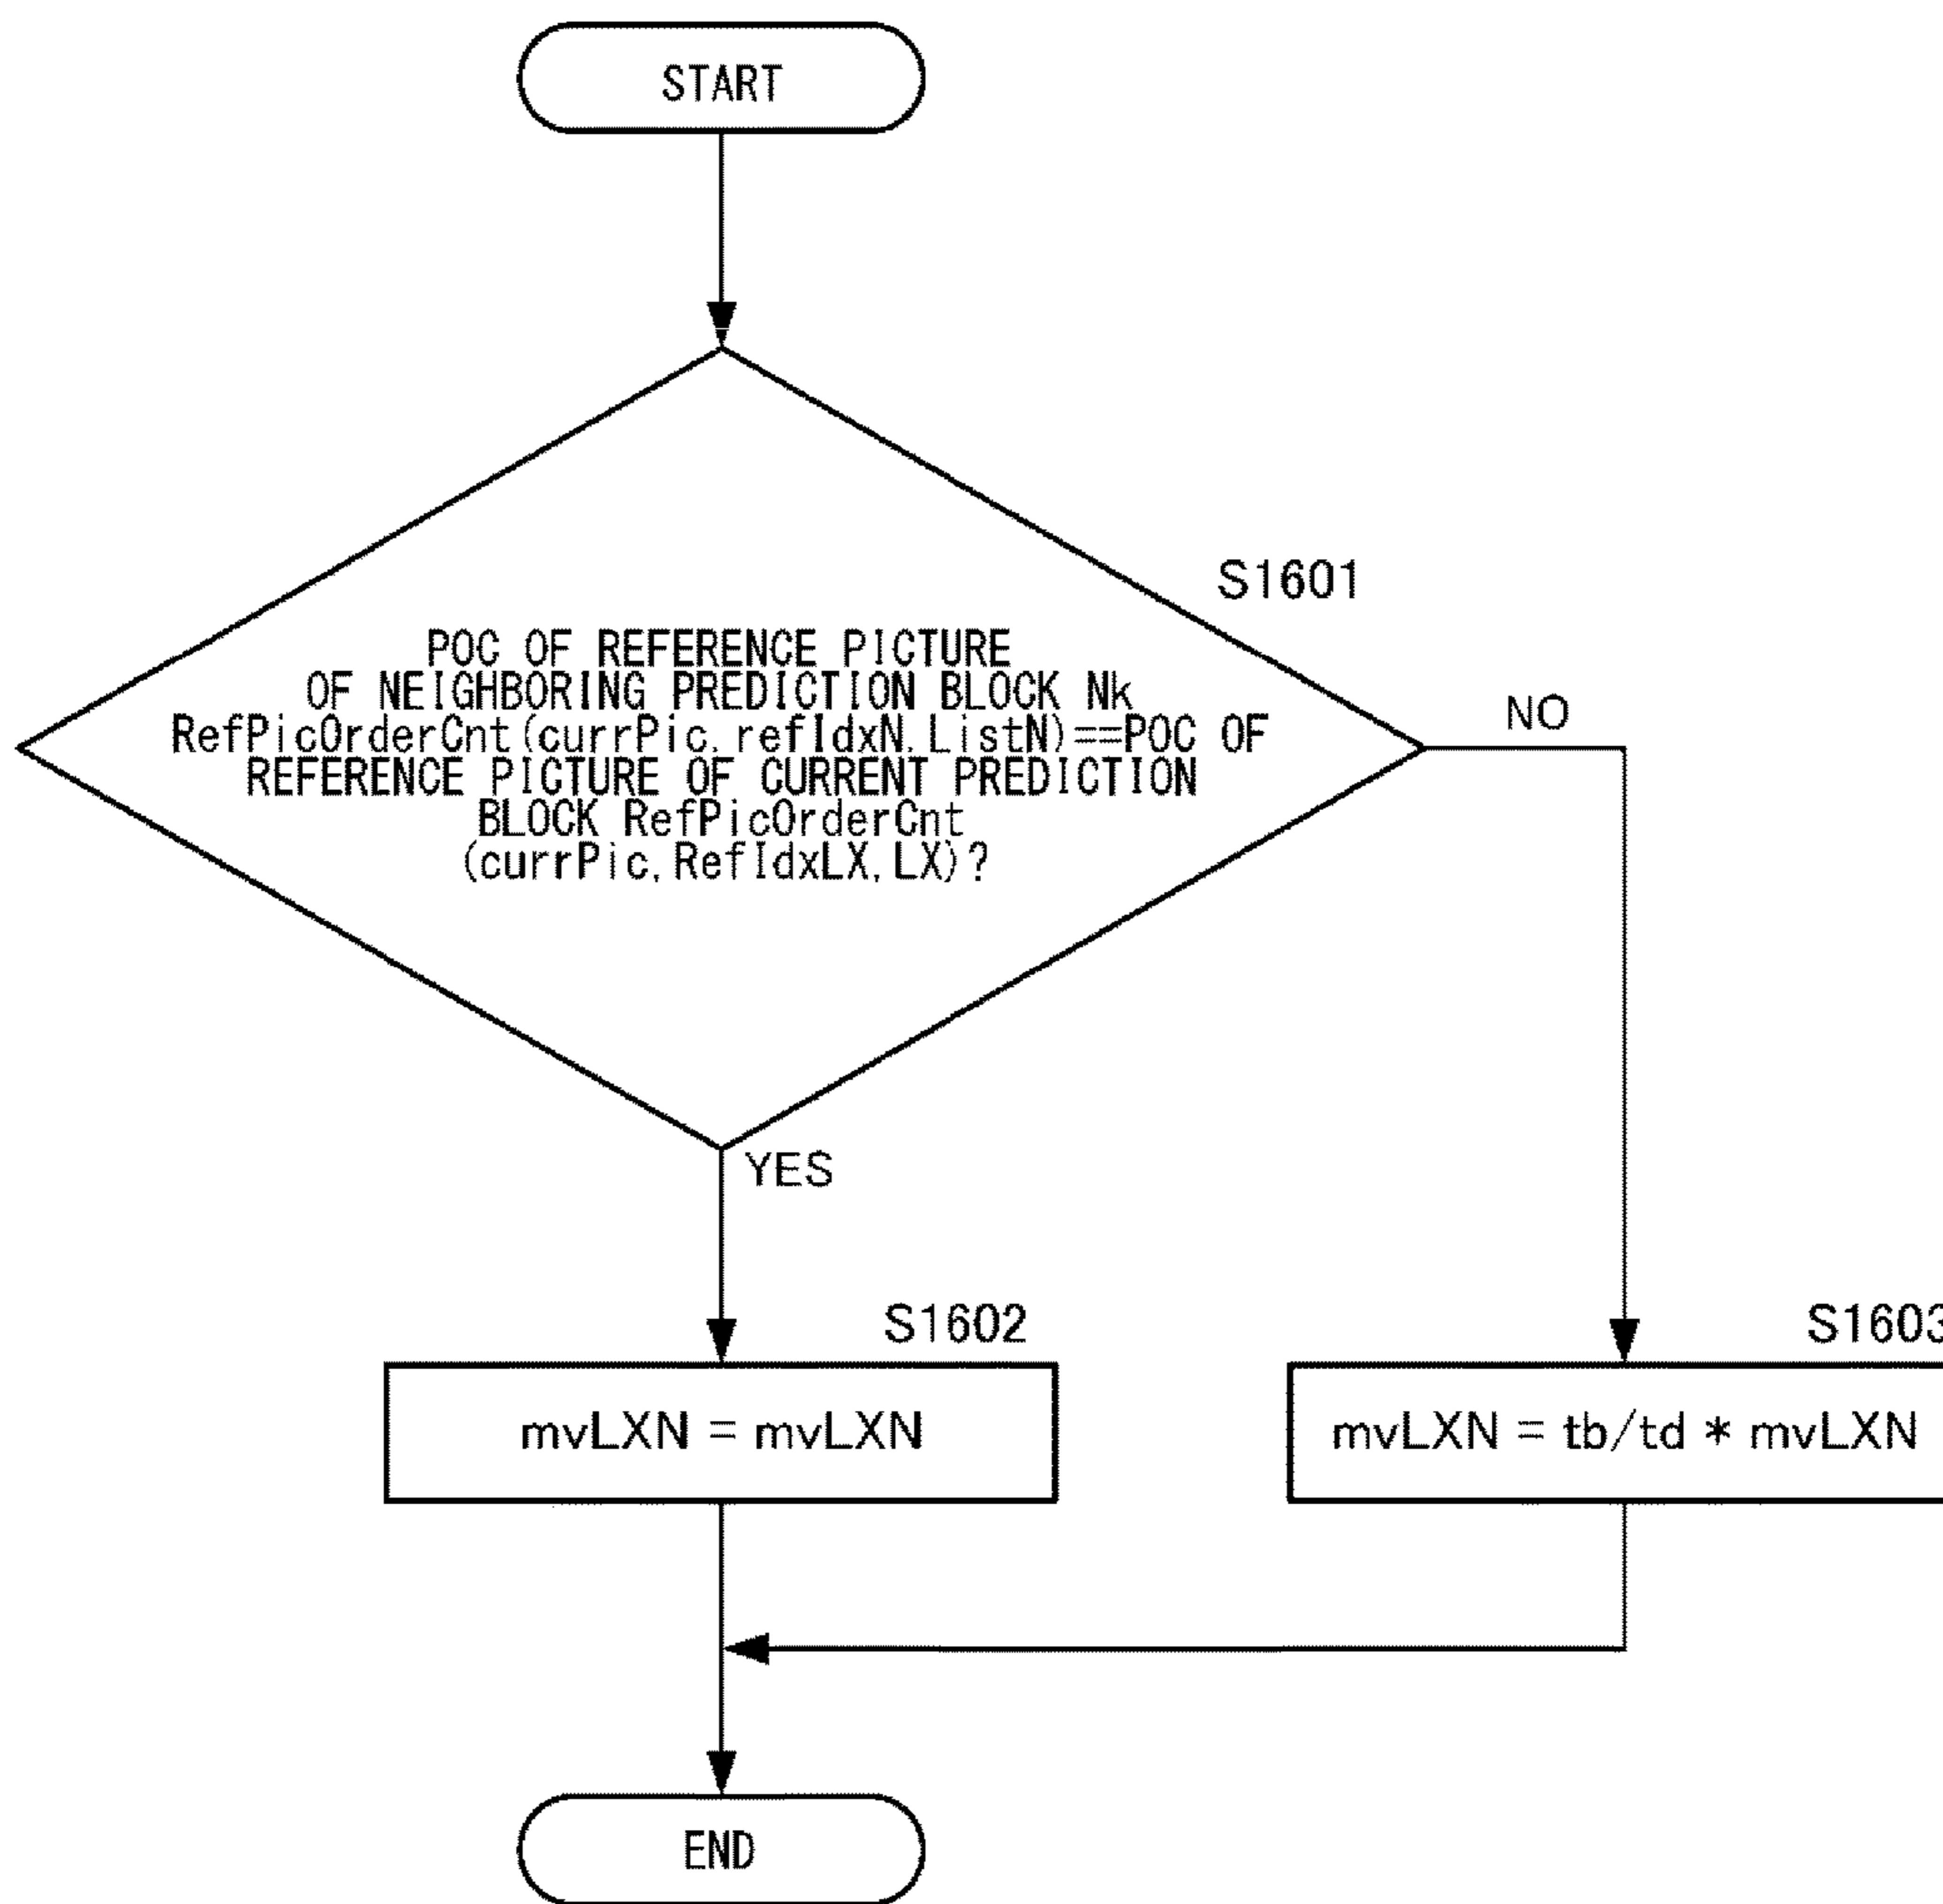 START
S1601
POC OF REFERENCE PICTURE
OF NEIGHBORING PREDICTION BLOCK Nk
RefPicOrderCnt(currPic,refIdxN,ListN)==POC OF
REFERENCE PICTURE OF CURRENT PREDICTION
BLOCK RefPicOrderCnt
(currPic,RefIdxLX,LX)?
NO
YES
S1602
S1603
mvLXN = mvLXN
mvLXN = tb/td * mvLXN
END